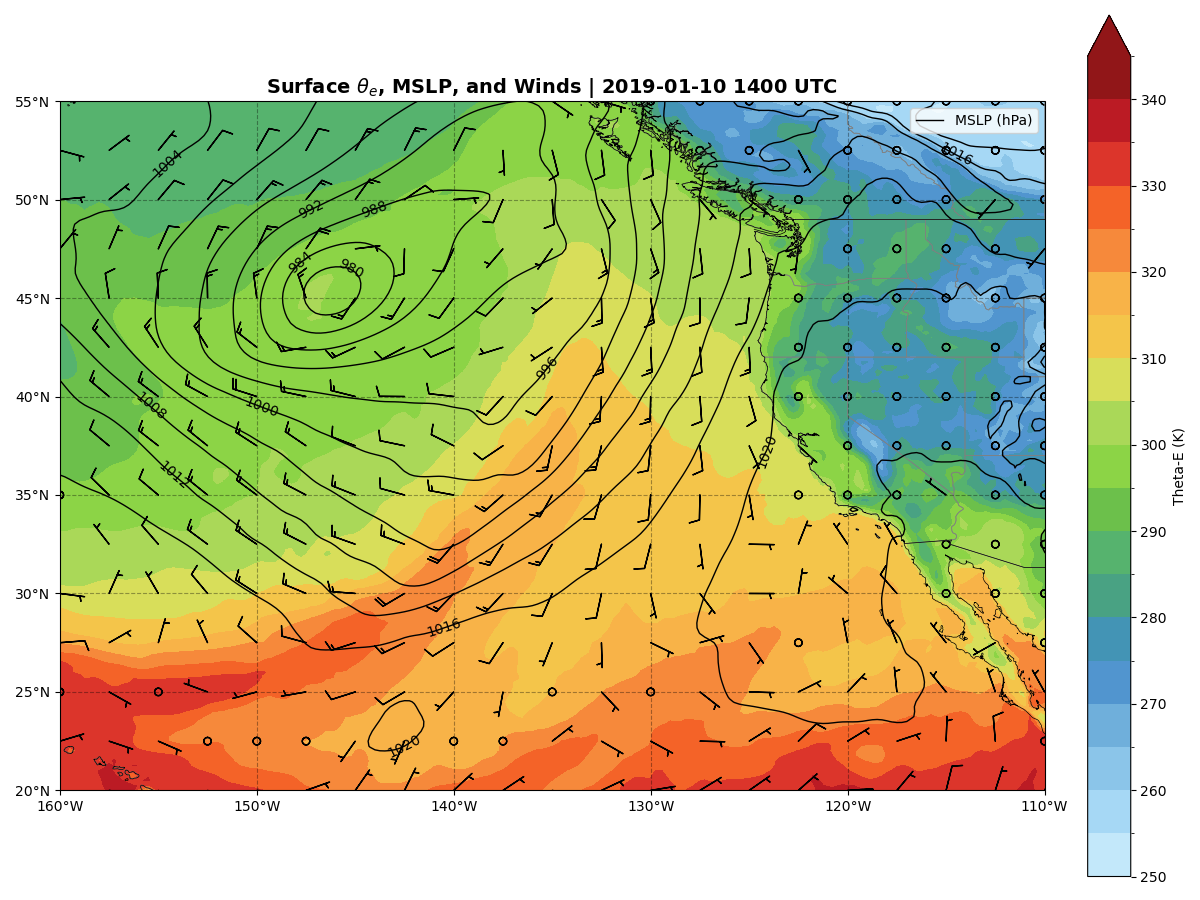 Surface θe, MSLP, and Winds | 2019-01-10 1400 UTC
MSLP (hPa)
55°N
50°N
45°N
40°N
35°N
30°N
25°N
20°N
160°W
150°W
140°W
130°W
120°W
110°W
1004
992
988
984
980
996
1000
1008
1012
1016
1020
1016
1020
340
330
320
310
300
290
280
270
260
250
Theta-E (K)